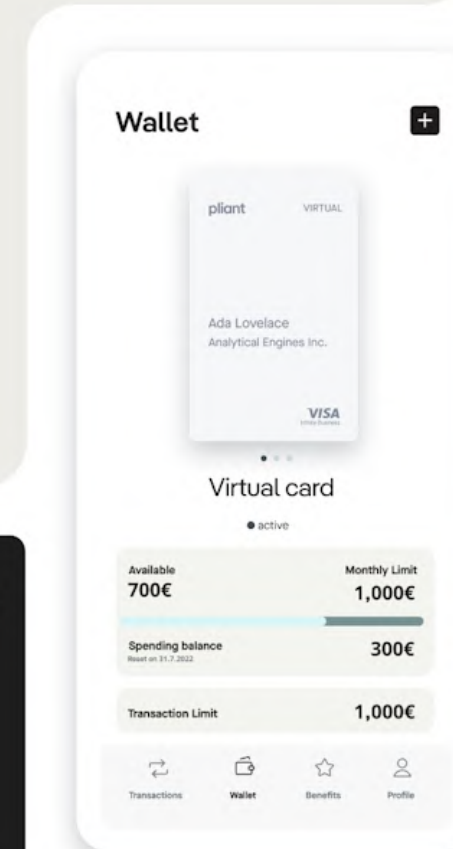 Wallet
pliant VIRTUAL
Ada Lovelace
Analytical Engines Inc.
VISA
Virtual card
active
Available Monthly Limit
700€ 1,000€
Spending balance 300€
Reset on 31.7.2022
Transaction Limit 1,000€
Transactions Wallet Benefits Profile